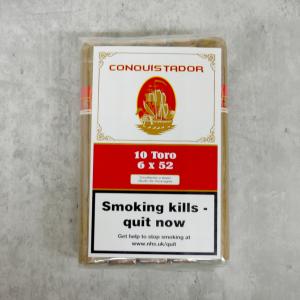 CONQUISTADOR
10 Toro
6 x 52
Smoking kills -
quit now
Get help to stop smoking at
www.nhs.uk/quit